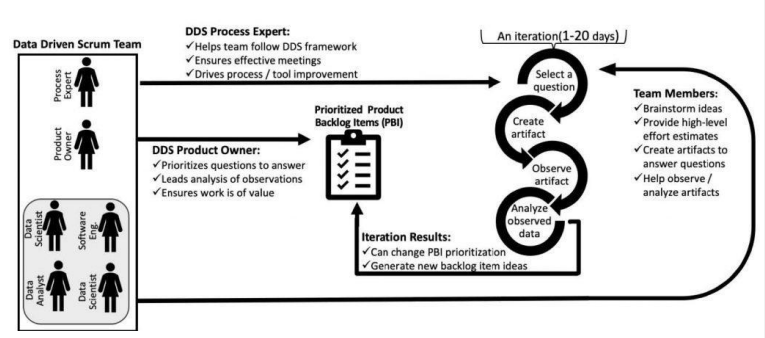 Data Driven Scrum Team
Process
Expert
Product
Owner
Data
Scientist
Software
Eng.
Data
Analyst
Data
Scientist
DDS Process Expert:
✓Helps team follow DDS framework
✓Ensures effective meetings
✓Drives process / tool improvement
DDS Product Owner:
✓Prioritizes questions to answer
✓Leads analysis of observations
✓Ensures work is of value
Prioritized Product
Backlog Items (PBI)
Iteration Results:
✓Can change PBI prioritization
✓Generate new backlog item ideas
An iteration(1-20 days)
Select a
question
Create
artifact
Observe
artifact
Analyze
observed
data
Team Members:
✓Brainstorm ideas
✓Provide high-level
effort estimates
✓Create artifacts to
answer questions
✓Help observe /
analyze artifacts